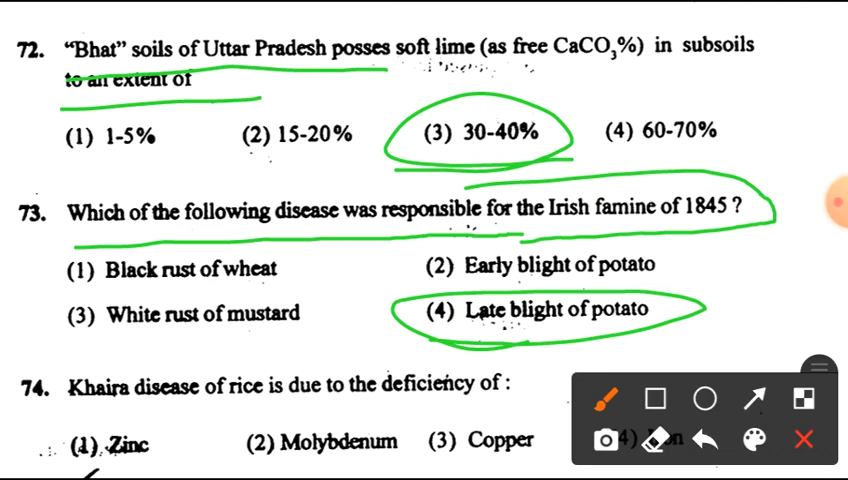 72. “Bhat” soils of Uttar Pradesh posses soft lime (as free CaCO₃%) in subsoils
to an extent of
(1) 1-5% (2) 15-20% (3) 30-40% (4) 60-70%
73. Which of the following disease was responsible for the Irish famine of 1845 ?
(1) Black rust of wheat (2) Early blight of potato
(3) White rust of mustard (4) Late blight of potato
74. Khaira disease of rice is due to the deficiency of :
(1) Zinc (2) Molybdenum (3) Copper